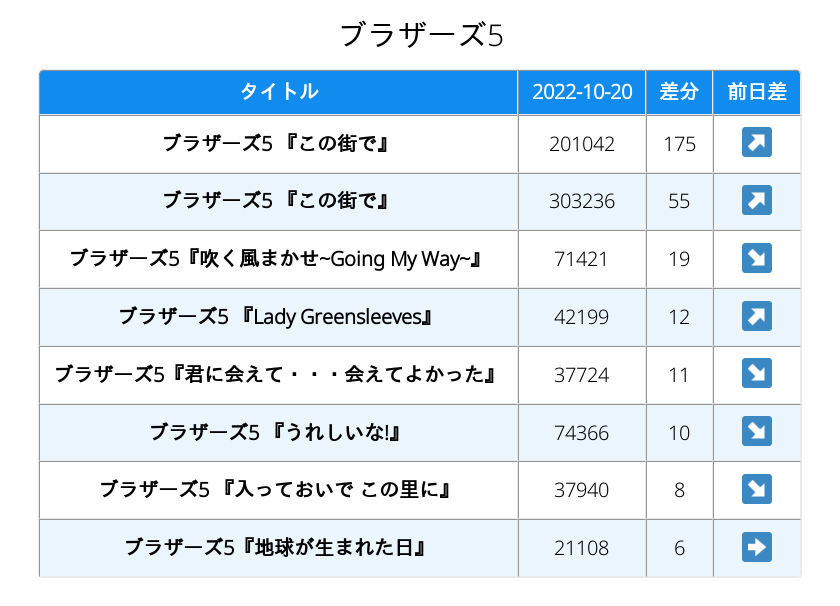 ブラザーズ5
タイトル 2022-10-20 差分 前日差
ブラザーズ5 『この街で』 201042 175 ↗
ブラザーズ5 『この街で』 303236 55 ↗
ブラザーズ5『吹く風まかせ~Going My Way~』 71421 19 ↘
ブラザーズ5 『Lady Greensleeves』 42199 12 ↗
ブラザーズ5『君に会えて・・・会えてよかった』 37724 11 ↘
ブラザーズ5 『うれしいな!』 74366 10 ↘
ブラザーズ5 『入っておいで この里に』 37940 8 ↘
ブラザーズ5『地球が生まれた日』 21108 6 ➡